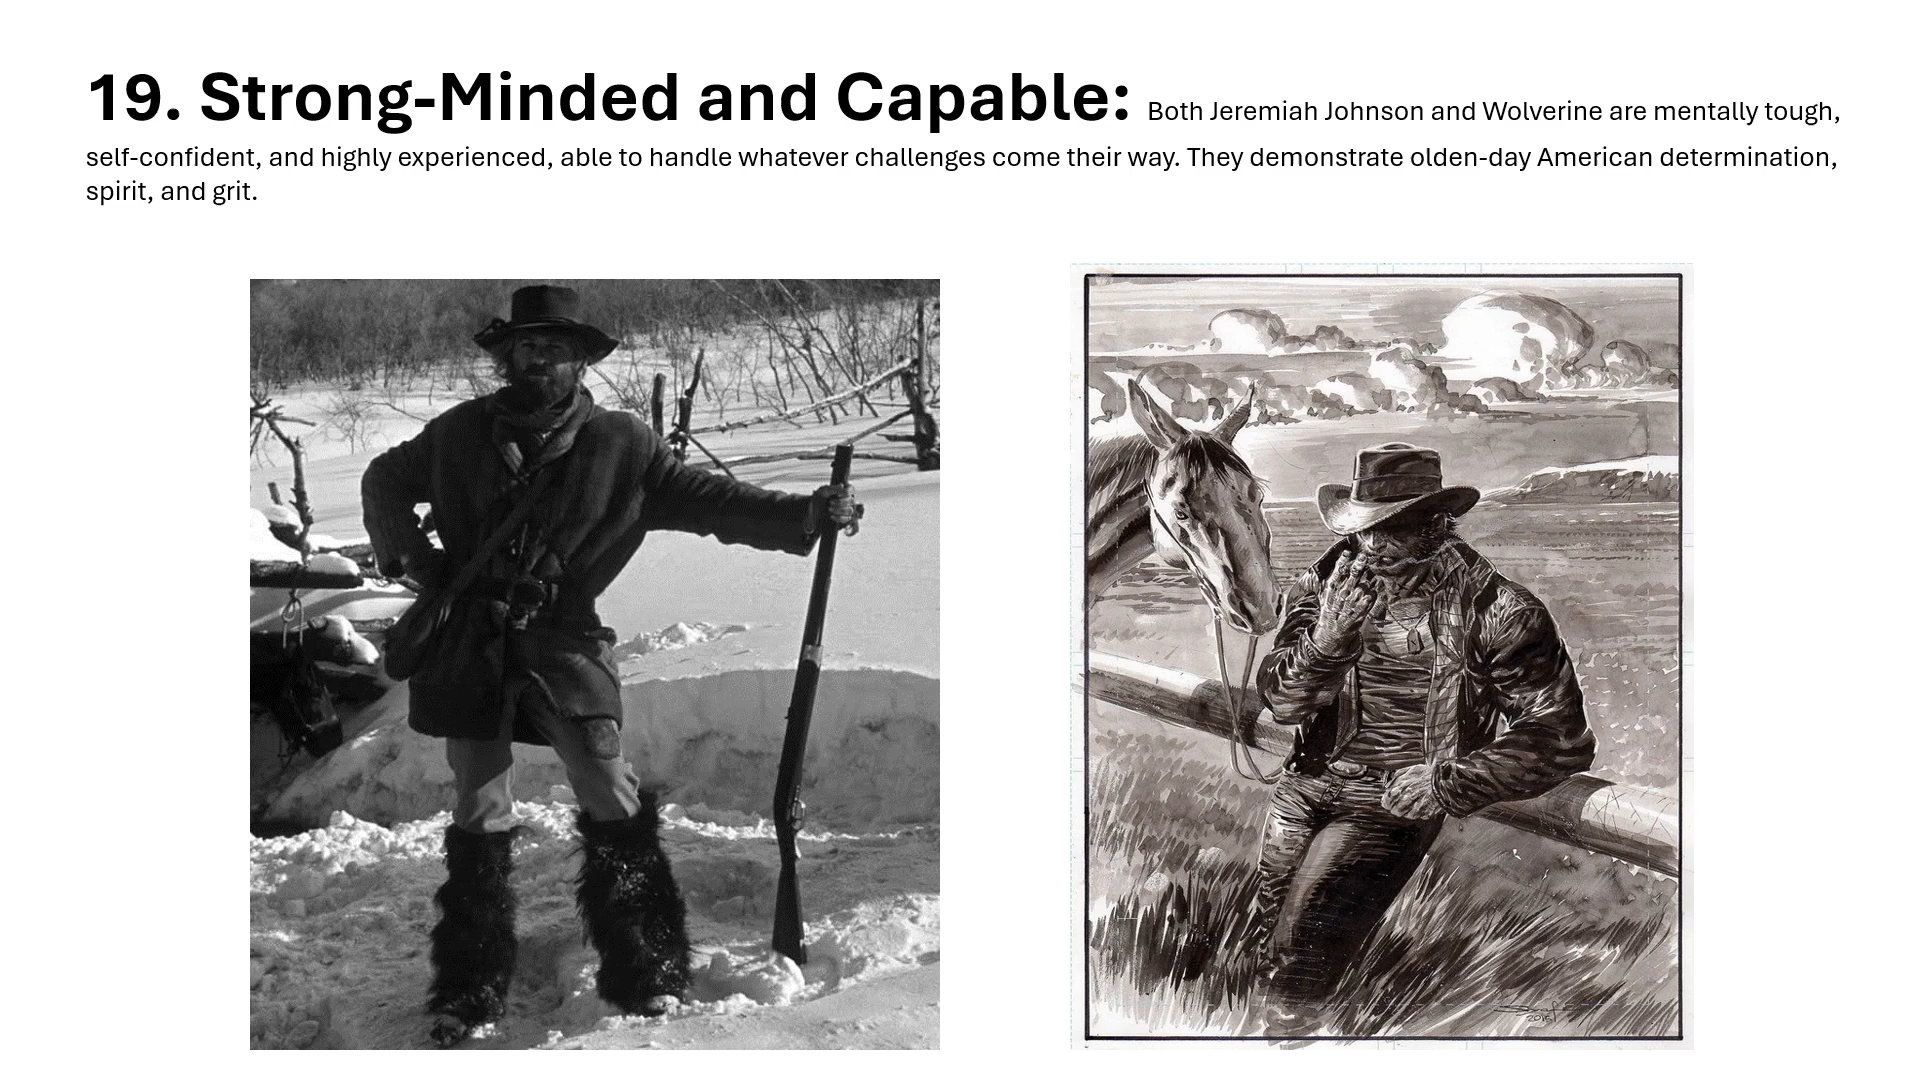 19. Strong-Minded and Capable: Both Jeremiah Johnson and Wolverine are mentally tough,
self-confident, and highly experienced, able to handle whatever challenges come their way. They demonstrate olden-day American determination,
spirit, and grit.
2015